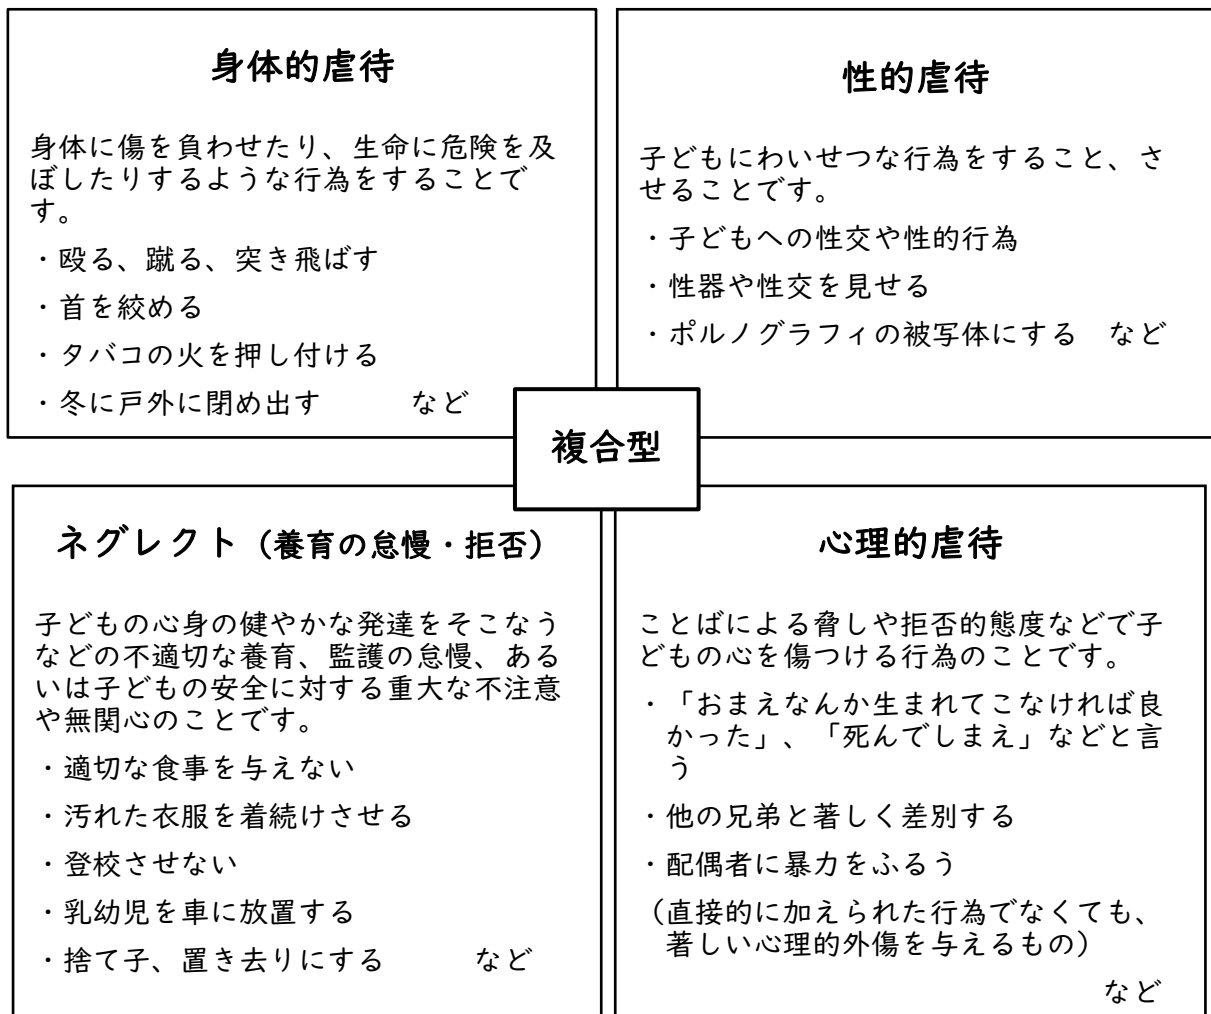 身体的虐待
身体に傷を負わせたり、生命に危険を及
ぼしたりするような行為をすることで
す。
・殴る、蹴る、突き飛ばす
・首を絞める
・タバコの火を押し付ける
・冬に戸外に閉め出す　　　など
性的虐待
子どもにわいせつな行為をすること、さ
せることです。
・子どもへの性交や性的行為
・性器や性交を見せる
・ポルノグラフィの被写体にする　など
複合型
ネグレクト（養育の怠慢・拒否）
子どもの心身の健やかな発達をそこなう
などの不適切な養育、監護の怠慢、ある
いは子どもの安全に対する重大な不注意
や無関心のことです。
・適切な食事を与えない
・汚れた衣服を着続けさせる
・登校させない
・乳幼児を車に放置する
・捨て子、置き去りにする　　　など
心理的虐待
ことばによる脅しや拒否的態度などで子
どもの心を傷つける行為のことです。
・「おまえなんか生まれてこなければ良
かった」、「死んでしまえ」などと言
う
・他の兄弟と著しく差別する
・配偶者に暴力をふるう
（直接的に加えられた行為でなくても、
著しい心理的外傷を与えるもの）
など